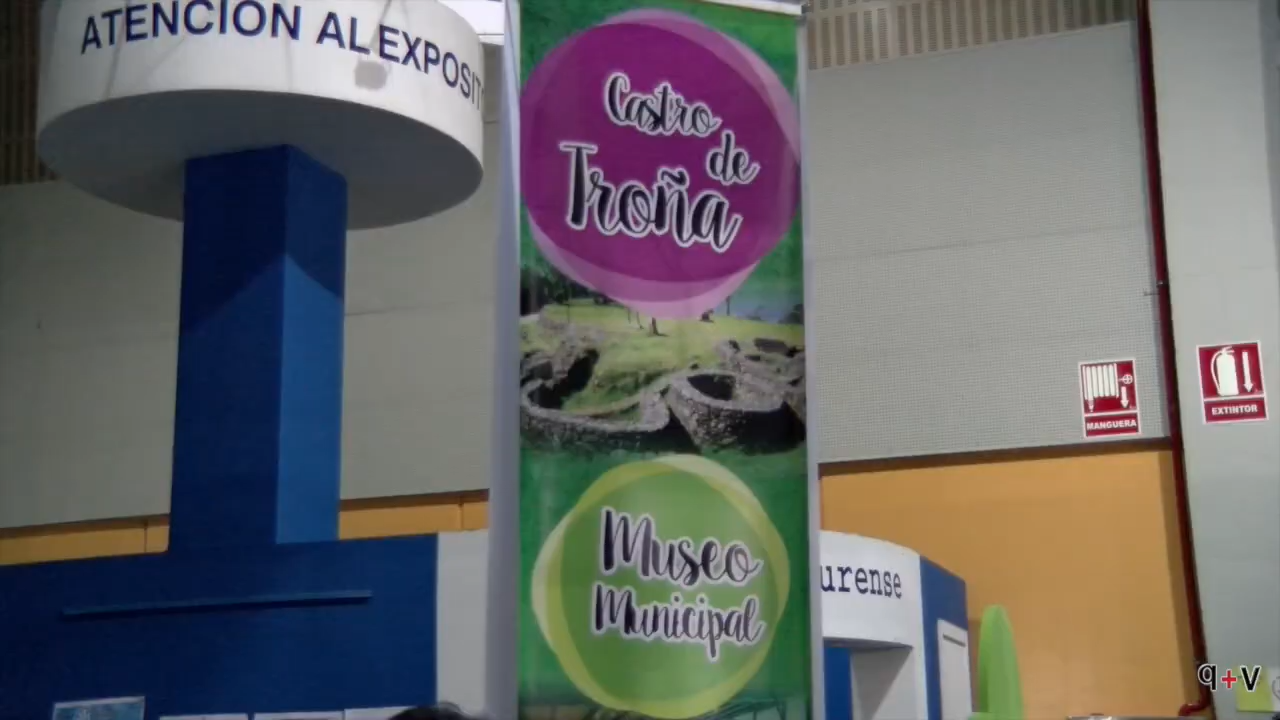 ATENCION AL EXPOSIT
Castro
de
Troña
Museo
Municipal
urense
MANGUERA
EXTINTOR
q+v